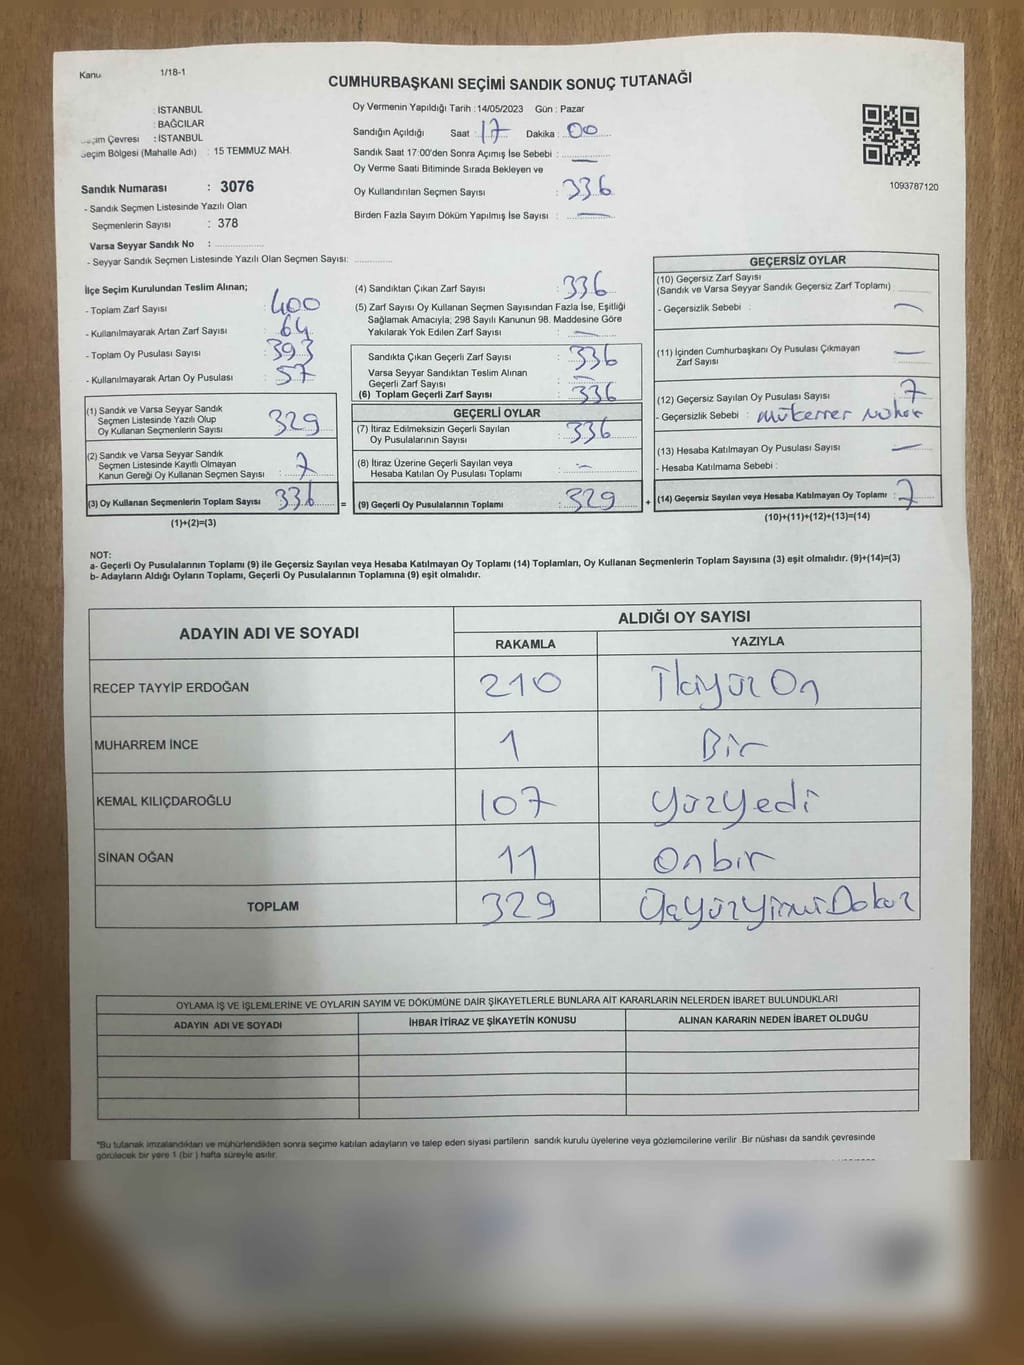 Kanu 1/18-1
CUMHURBAŞKANI SEÇİMİ SANDIK SONUÇ TUTANAĞI
: İSTANBUL
: BAĞCILAR
im Çevresi : İSTANBUL
eçim Bölgesi (Mahalle Adı) : 15 TEMMUZ MAH.
Sandık Numarası : 3076
- Sandık Seçmen Listesinde Yazılı Olan
Seçmenlerin Sayısı : 378
Varsa Seyyar Sandık No :
- Seyyar Sandık Seçmen Listesinde Yazılı Olan Seçmen Sayısı:
Oy Vermenin Yapıldığı Tarih : 14/05/2023 Gün : Pazar
Sandığın Açıldığı Saat : 17 Dakika : 00
Sandık Saat 17:00'den Sonra Açımış İse Sebebi : —
Oy Verme Saati Bitiminde Sırada Bekleyen ve
Oy Kullandırılan Seçmen Sayısı : 336
Birden Fazla Sayım Döküm Yapılmış İse Sayısı : —
1093787120
İlçe Seçim Kurulundan Teslim Alınan;
- Toplam Zarf Sayısı : 400
- Kullanılmayarak Artan Zarf Sayısı : 64
- Toplam Oy Pusulası Sayısı : 393
- Kullanılmayarak Artan Oy Pusulası : 57
(1) Sandık ve Varsa Seyyar Sandık
Seçmen Listesinde Yazılı Olup
Oy Kullanan Seçmenlerin Sayısı : 329
(2) Sandık ve Varsa Seyyar Sandık
Seçmen Listesinde Kayıtlı Olmayan
Kanun Gereği Oy Kullanan Seçmen Sayısı : 7
(3) Oy Kullanan Seçmenlerin Toplam Sayısı 336 =
(1)+(2)=(3)
(4) Sandıktan Çıkan Zarf Sayısı : 336
(5) Zarf Sayısı Oy Kullanan Seçmen Sayısından Fazla İse, Eşitliği
Sağlamak Amacıyla, 298 Sayılı Kanunun 98. Maddesine Göre
Yakılarak Yok Edilen Zarf Sayısı : —
Sandıkta Çıkan Geçerli Zarf Sayısı : 336
Varsa Seyyar Sandıktan Teslim Alınan
Geçerli Zarf Sayısı : —
(6) Toplam Geçerli Zarf Sayısı : 336
GEÇERLİ OYLAR
(7) İtiraz Edilmeksizin Geçerli Sayılan
Oy Pusulalarının Sayısı : 336
(8) İtiraz Üzerine Geçerli Sayılan veya
Hesaba Katılan Oy Pusulası Toplamı : —
(9) Geçerli Oy Pusulalarının Toplamı : 329 +
GEÇERSİZ OYLAR
(10) Geçersiz Zarf Sayısı
(Sandık ve Varsa Seyyar Sandık Geçersiz Zarf Toplamı)
- Geçersizlik Sebebi : —
(11) İçinden Cumhurbaşkanı Oy Pusulası Çıkmayan
Zarf Sayısı : —
(12) Geçersiz Sayılan Oy Pusulası Sayısı : 7
- Geçersizlik Sebebi : mükerrer
(13) Hesaba Katılmayan Oy Pusulası Sayısı : —
- Hesaba Katılmama Sebebi :
(14) Geçersiz Sayılan veya Hesaba Katılmayan Oy Toplamı : 7
(10)+(11)+(12)+(13)=(14)
NOT:
a- Geçerli Oy Pusulalarının Toplamı (9) ile Geçersiz Sayılan veya Hesaba Katılmayan Oy Toplamı (14) Toplamları, Oy Kullanan Seçmenlerin Toplam Sayısına (3) eşit olmalıdır. (9)+(14)=(3)
b- Adayların Aldığı Oyların Toplamı, Geçerli Oy Pusulalarının Toplamına (9) eşit olmalıdır.
ADAYIN ADI VE SOYADI ALDIĞI OY SAYISI
RAKAMLA YAZIYLA
RECEP TAYYİP ERDOĞAN 210 İkiyüz On
MUHARREM İNCE 1 Bir
KEMAL KILIÇDAROĞLU 107 yüzyedi
SİNAN OĞAN 11 Onbir
TOPLAM 329 ÜçyüzyirmiDokuz
OYLAMA İŞ VE İŞLEMLERİNE VE OYLARIN SAYIM VE DÖKÜMÜNE DAİR ŞİKAYETLERLE BUNLARA AİT KARARLARIN NELERDEN İBARET BULUNDUKLARI
ADAYIN ADI VE SOYADI İHBAR İTİRAZ VE ŞİKAYETİN KONUSU ALINAN KARARIN NEDEN İBARET OLDUĞU
*Bu tutanak imzalandıktan ve mühürlendikten sonra seçime katılan adayların ve talep eden siyasi partilerin sandık kurulu üyelerine veya gözlemcilerine verilir .Bir nüshası da sandık çevresinde
görülecek bir yere 1 (bir ) hafta süreyle asılır.